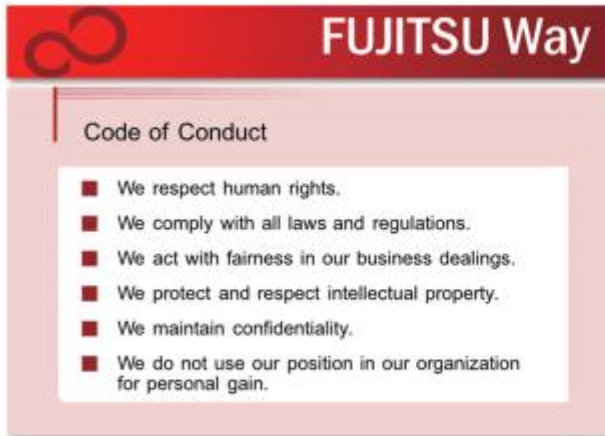 FUJITSU Way
Code of Conduct
We respect human rights.
We comply with all laws and regulations.
We act with fairness in our business dealings.
We protect and respect intellectual property.
We maintain confidentiality.
We do not use our position in our organization
for personal gain.